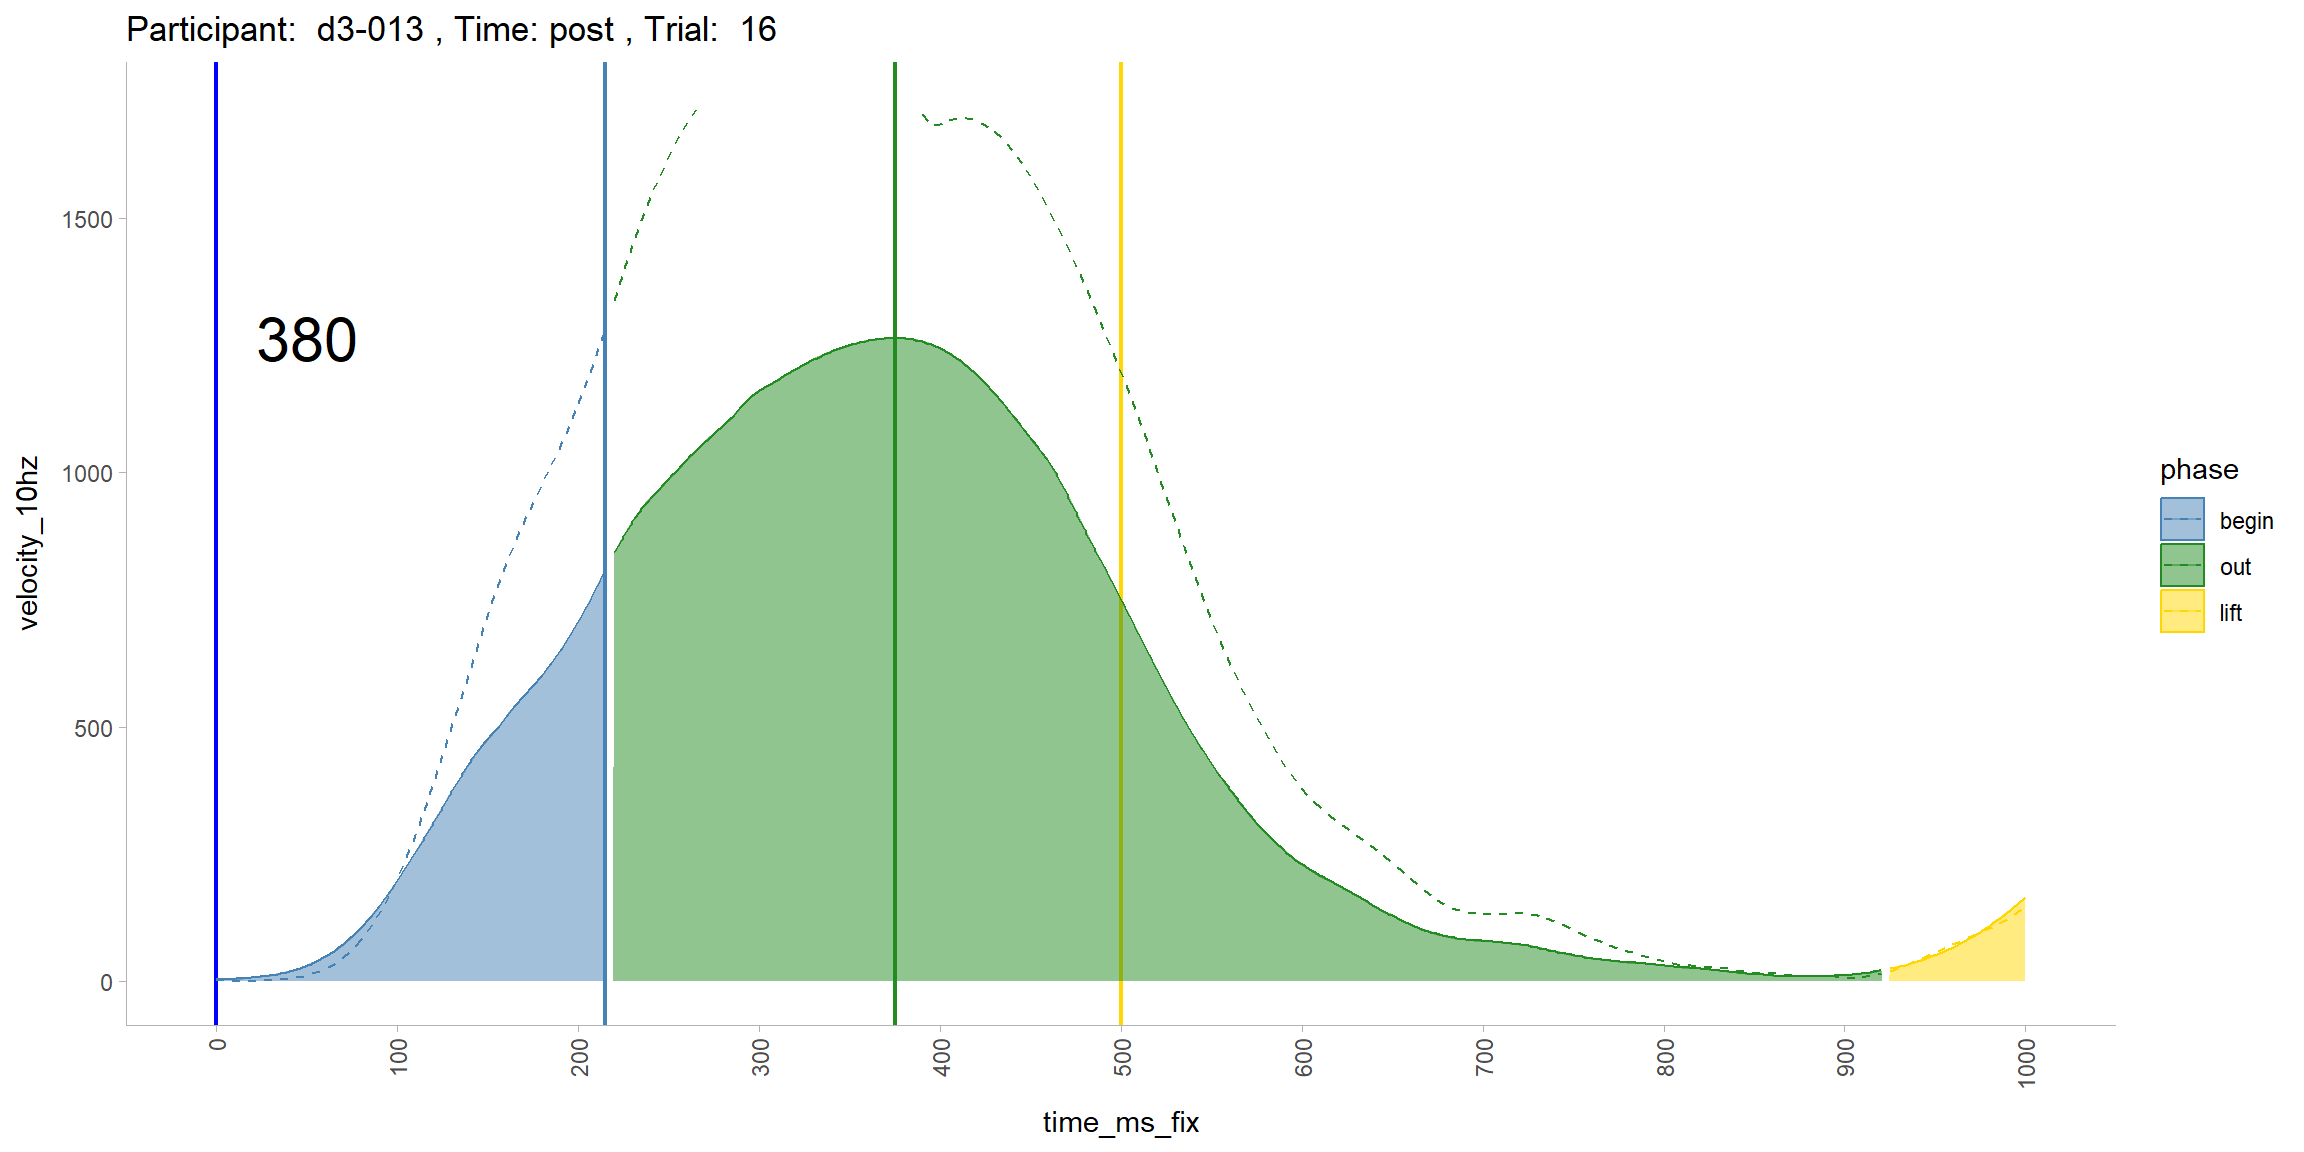 Participant:  d3-013 , Time: post , Trial:  16
1500
1000
500
0
velocity_10hz
380
0
100
200
300
400
500
600
700
800
900
1000
time_ms_fix
phase
begin
out
lift